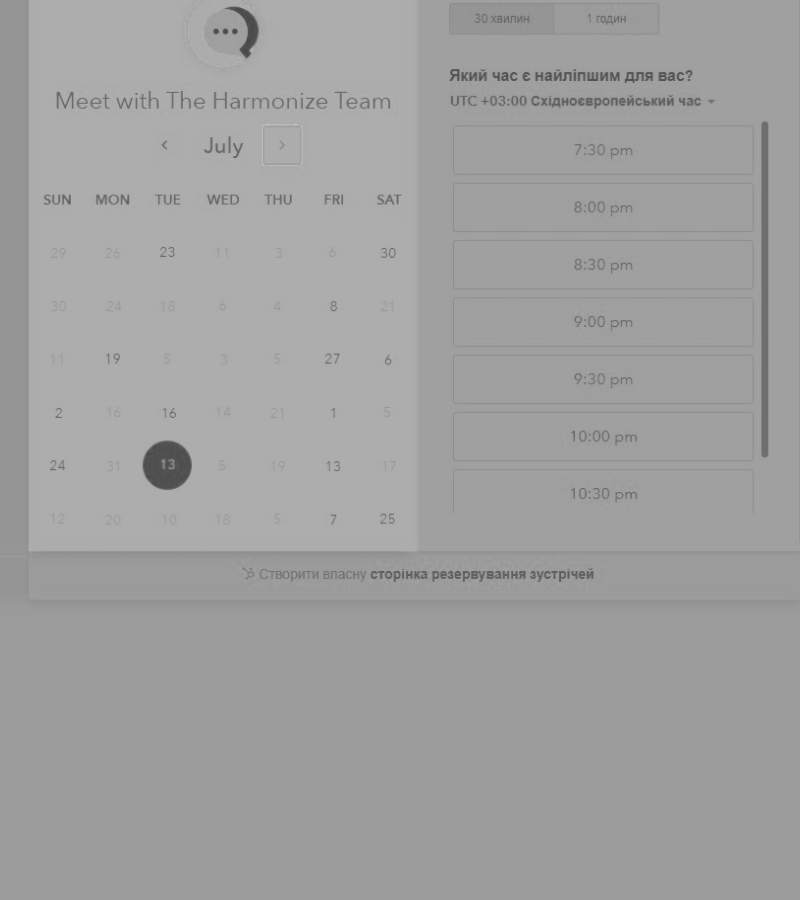 Meet with The Harmonize Team
July
SUN MON TUE WED THU FRI SAT
29 26 23 11 3 6 30
30 24 18 6 4 8 21
11 19 5 3 5 27 6
2 16 16 14 21 1 5
24 31 13 5 19 13 17
12 20 10 18 5 7 25
30 хвилин 1 годин
Який час є найліпшим для вас?
UTC +03:00 Східноєвропейський час
7:30 pm
8:00 pm
8:30 pm
9:00 pm
9:30 pm
10:00 pm
10:30 pm
Створити власну сторінка резервування зустрічей